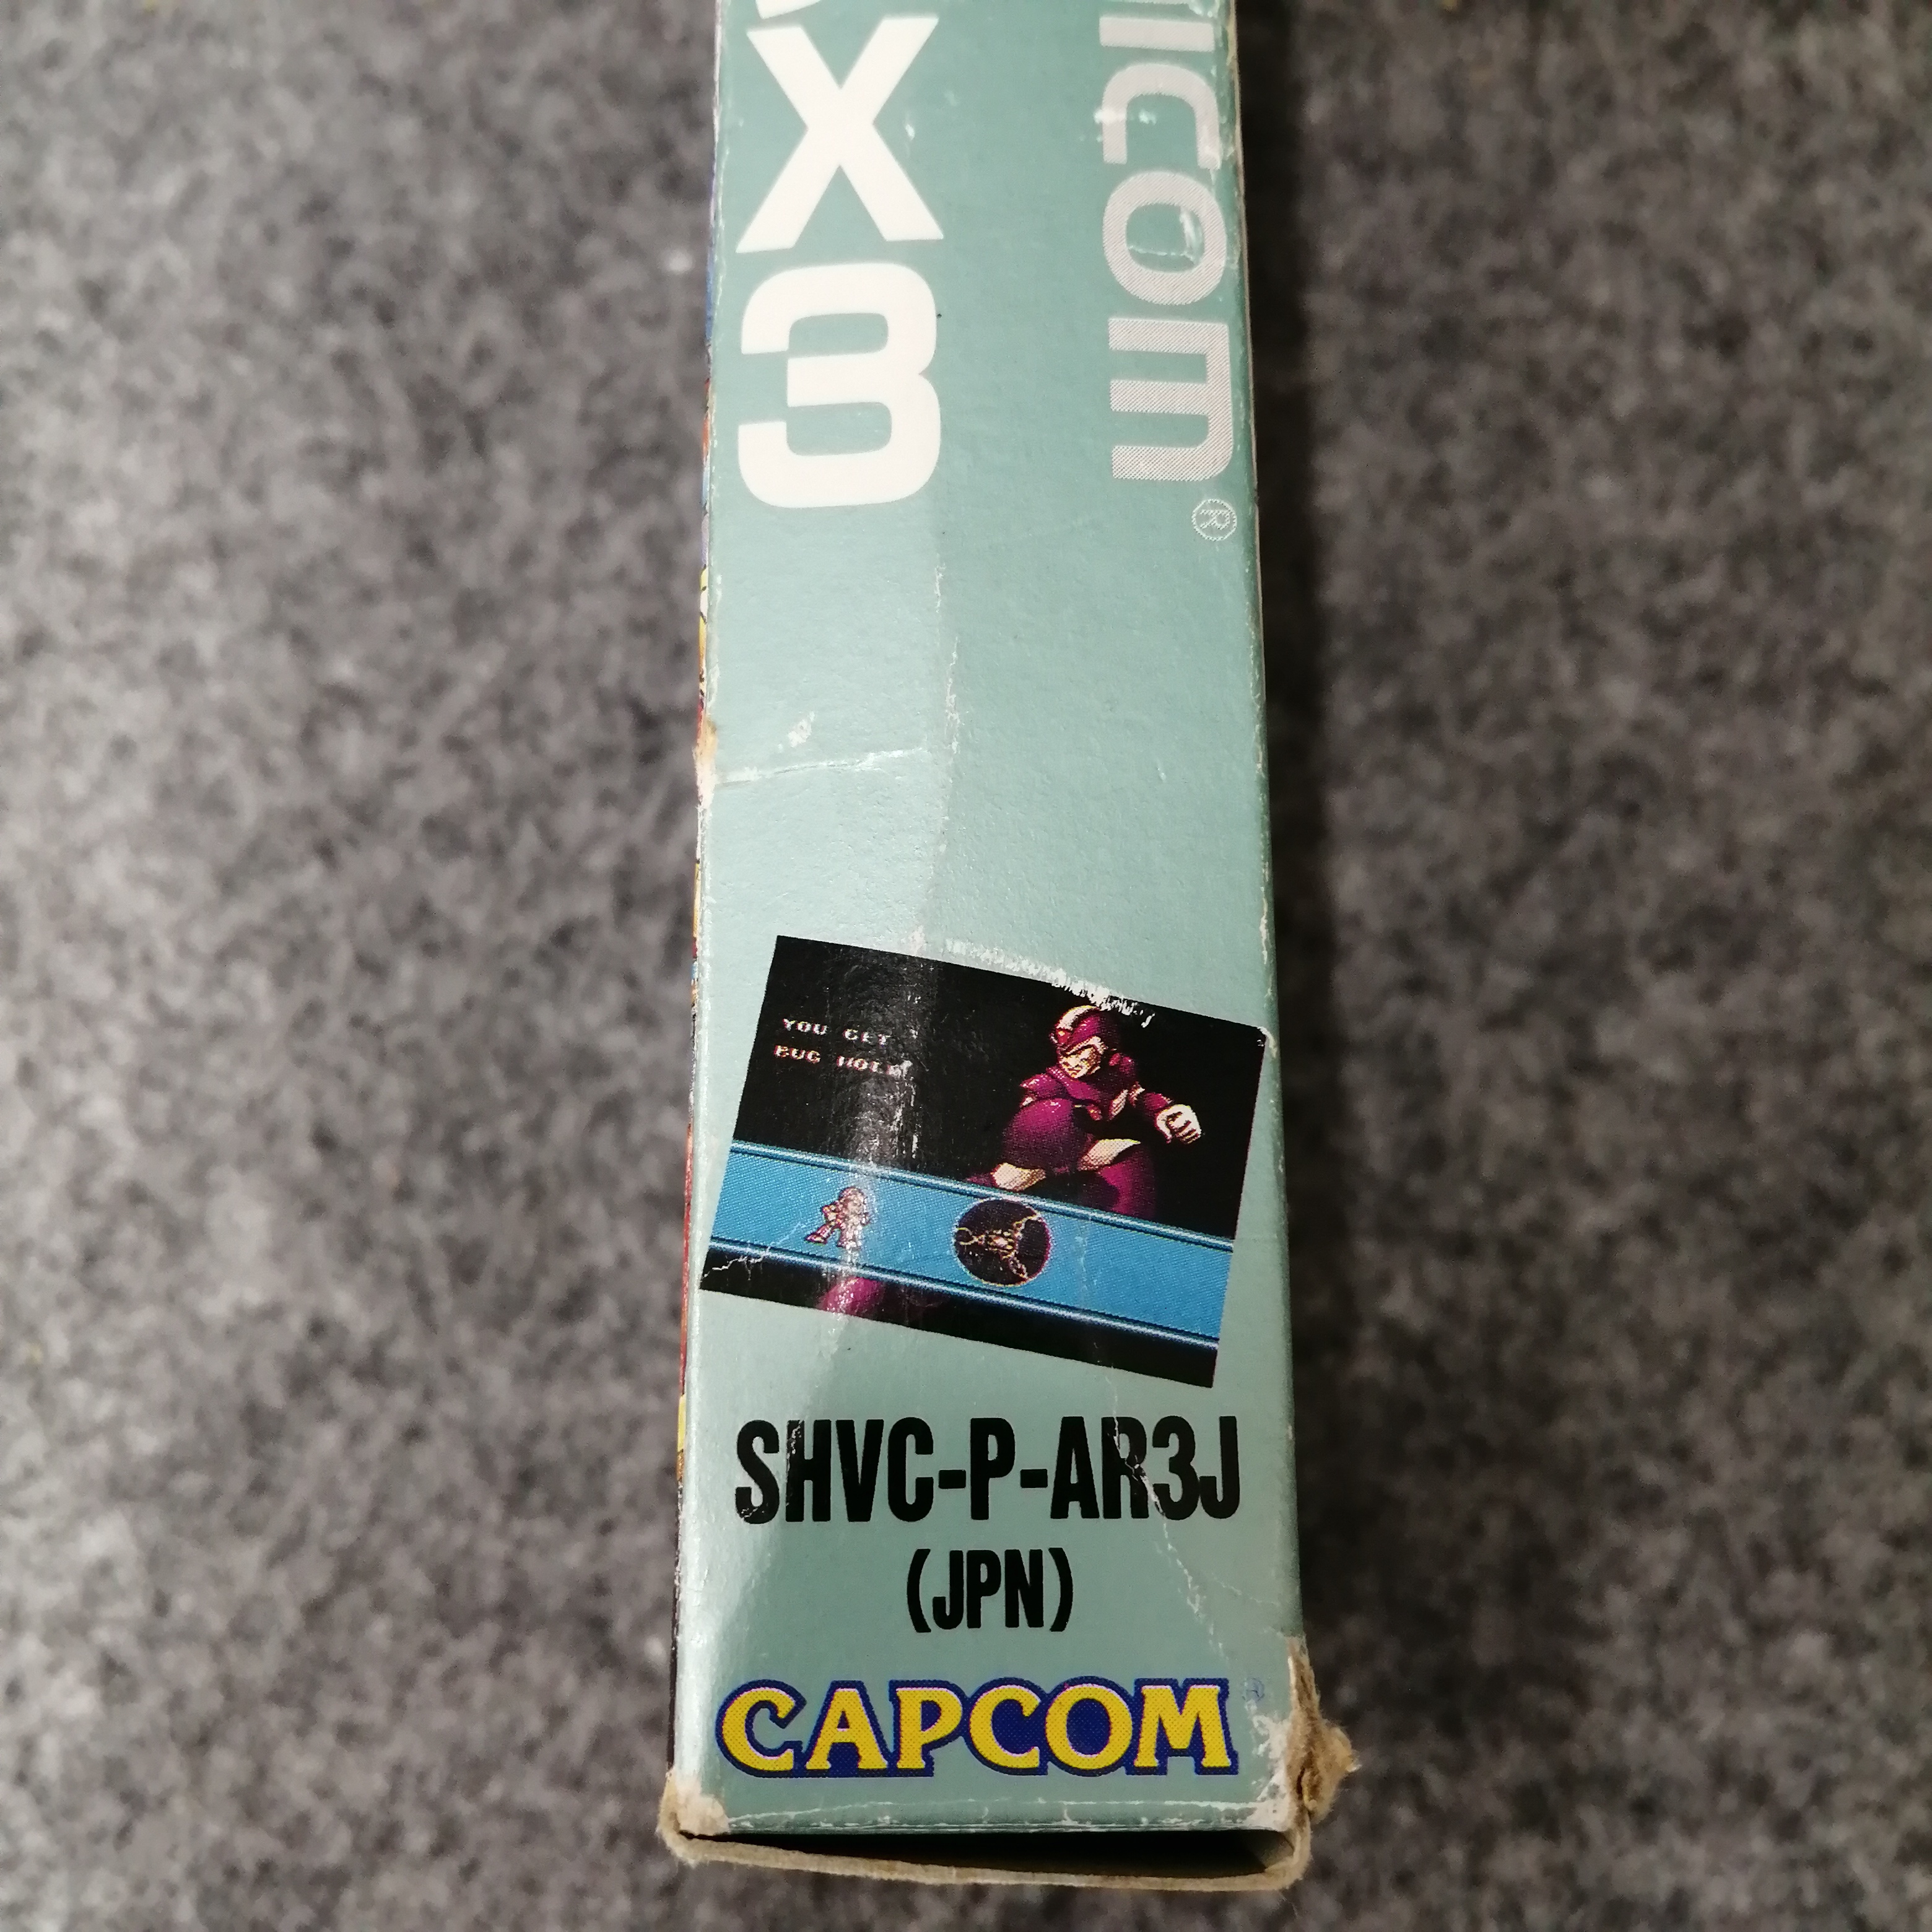 X3
icom®
YOU GET
BUG HOLE
SHVC-P-AR3J
(JPN)
CAPCOM®